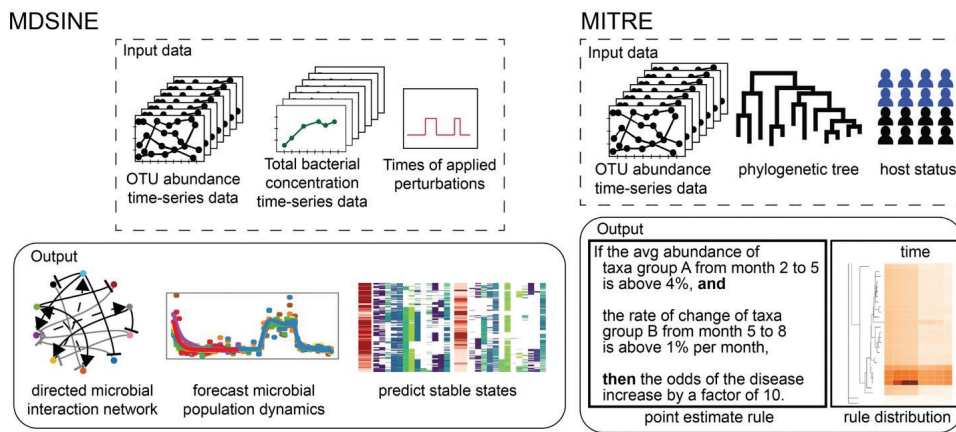 MDSINE
Input data
OTU abundance
time-series data
Total bacterial
concentration
time-series data
Times of applied
perturbations
Output
directed microbial
interaction network
forecast microbial
population dynamics
predict stable states
MITRE
Input data
OTU abundance
time-series data
phylogenetic tree
host status
Output
If the avg abundance of
taxa group A from month 2 to 5
is above 4%, and
the rate of change of taxa
group B from month 5 to 8
is above 1% per month,
then the odds of the disease
increase by a factor of 10.
point estimate rule
time
rule distribution